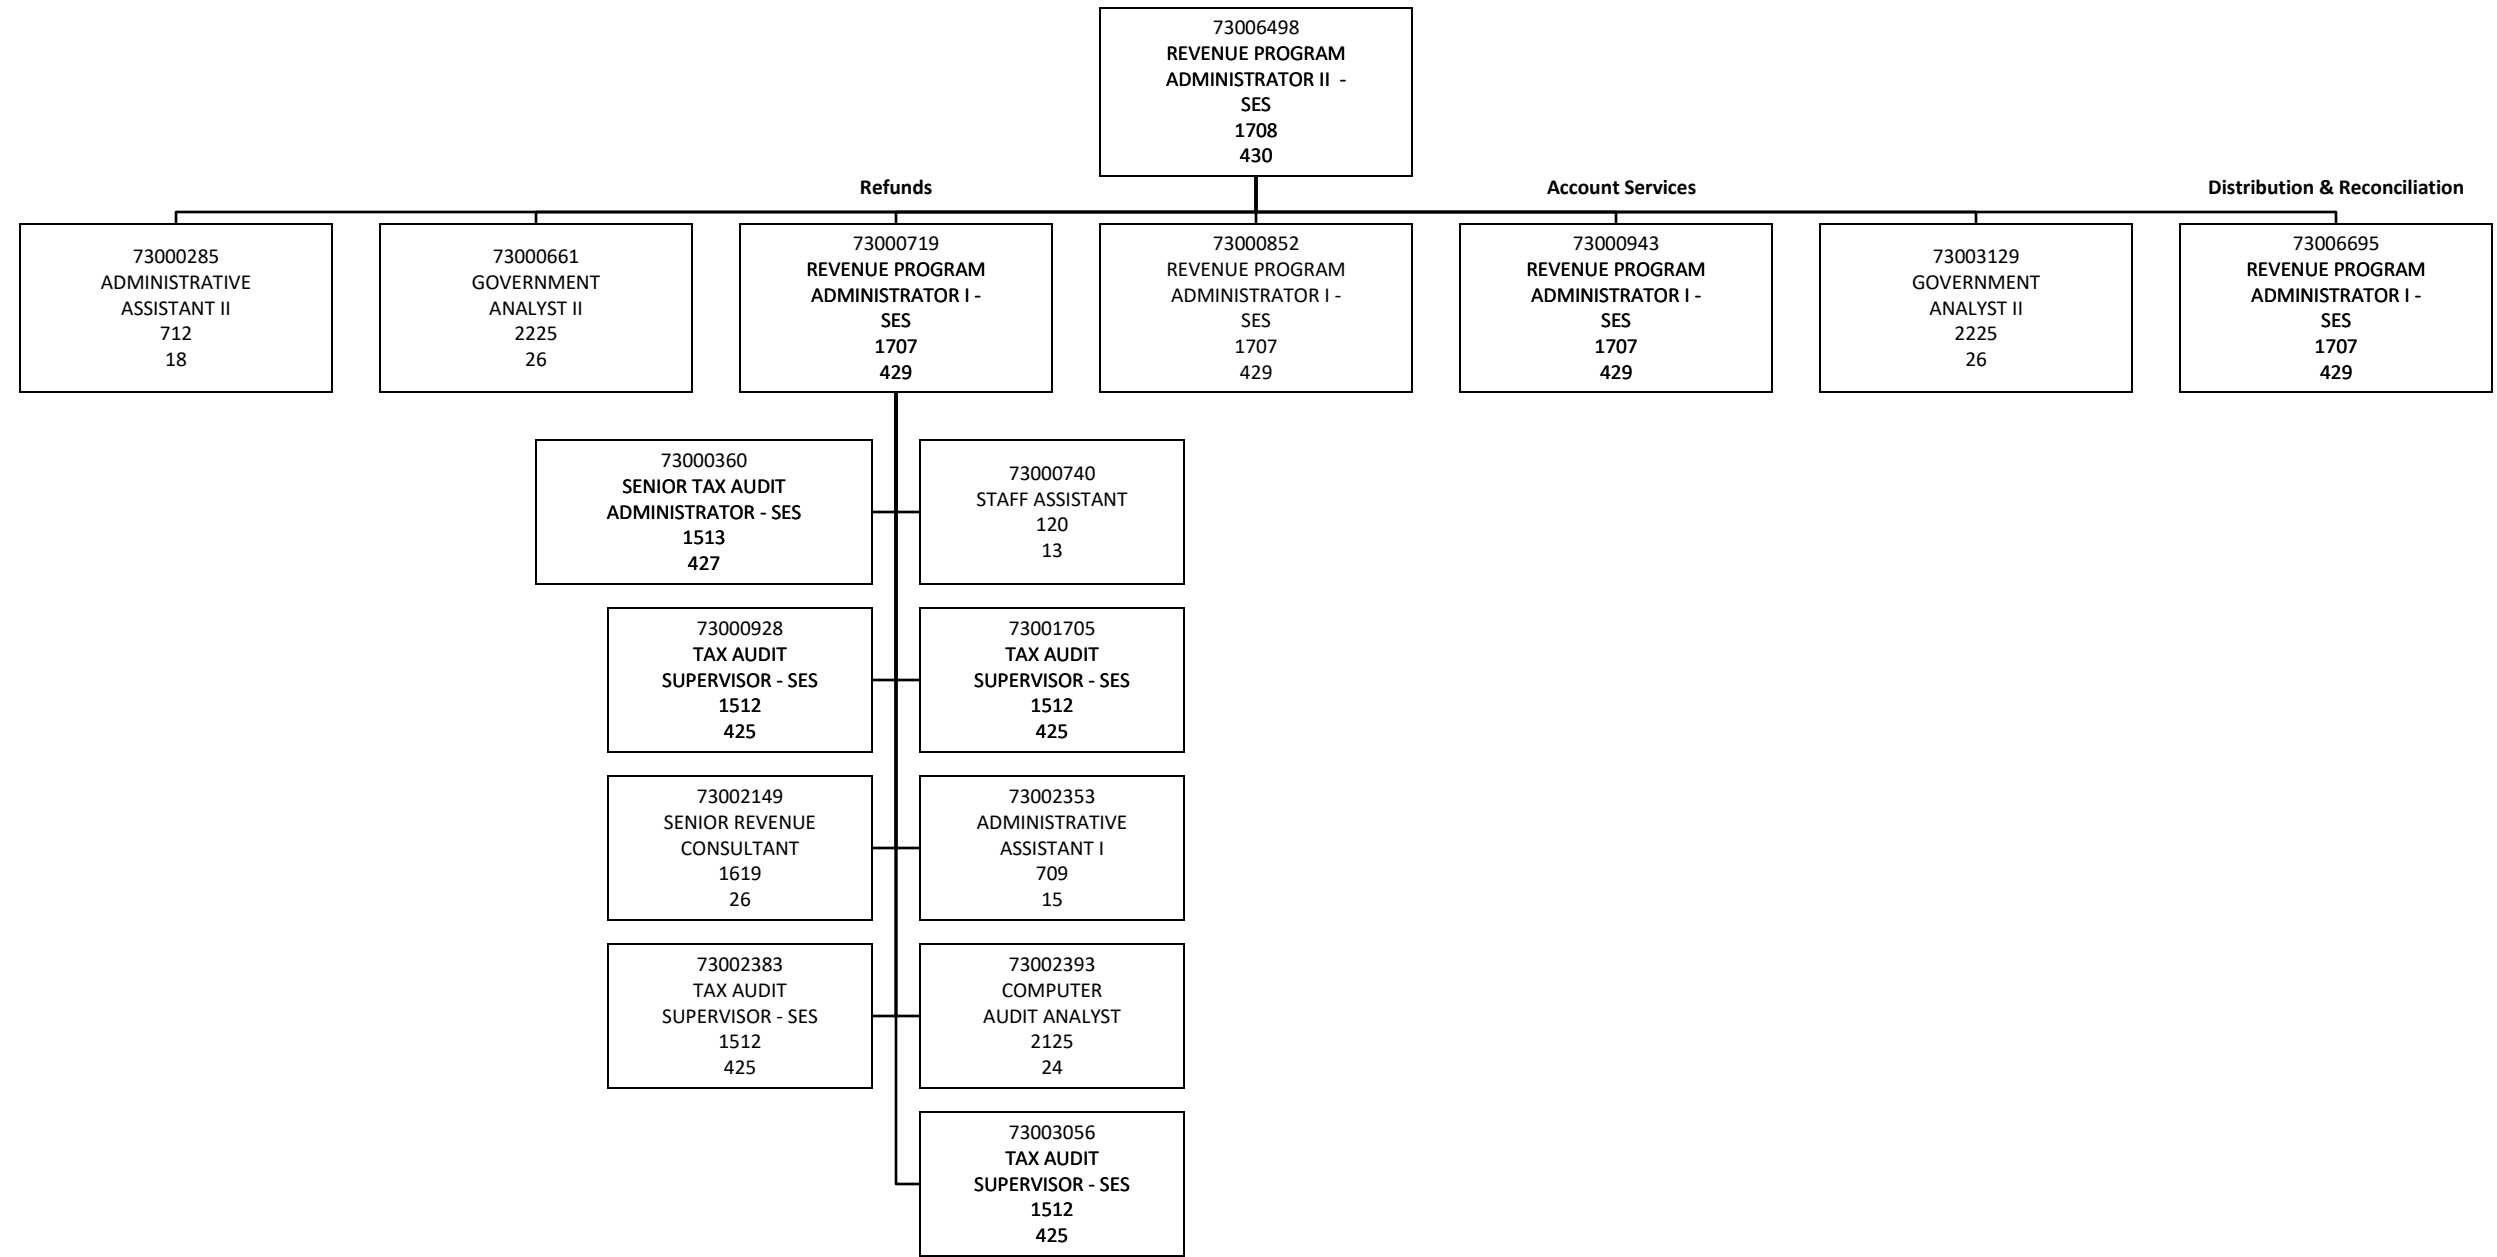 73006498
REVENUE PROGRAM
ADMINISTRATOR II -
SES
1708
430
Refunds
Account Services
Distribution & Reconciliation
73000285
ADMINISTRATIVE
ASSISTANT II
712
18
73000661
GOVERNMENT
ANALYST II
2225
26
73000719
REVENUE PROGRAM
ADMINISTRATOR I -
SES
1707
429
73000852
REVENUE PROGRAM
ADMINISTRATOR I -
SES
1707
429
73000943
REVENUE PROGRAM
ADMINISTRATOR I -
SES
1707
429
73003129
GOVERNMENT
ANALYST II
2225
26
73006695
REVENUE PROGRAM
ADMINISTRATOR I -
SES
1707
429
73000360
SENIOR TAX AUDIT
ADMINISTRATOR - SES
1513
427
73000740
STAFF ASSISTANT
120
13
73000928
TAX AUDIT
SUPERVISOR - SES
1512
425
73001705
TAX AUDIT
SUPERVISOR - SES
1512
425
73002149
SENIOR REVENUE
CONSULTANT
1619
26
73002353
ADMINISTRATIVE
ASSISTANT I
709
15
73002383
TAX AUDIT
SUPERVISOR - SES
1512
425
73002393
COMPUTER
AUDIT ANALYST
2125
24
73003056
TAX AUDIT
SUPERVISOR - SES
1512
425